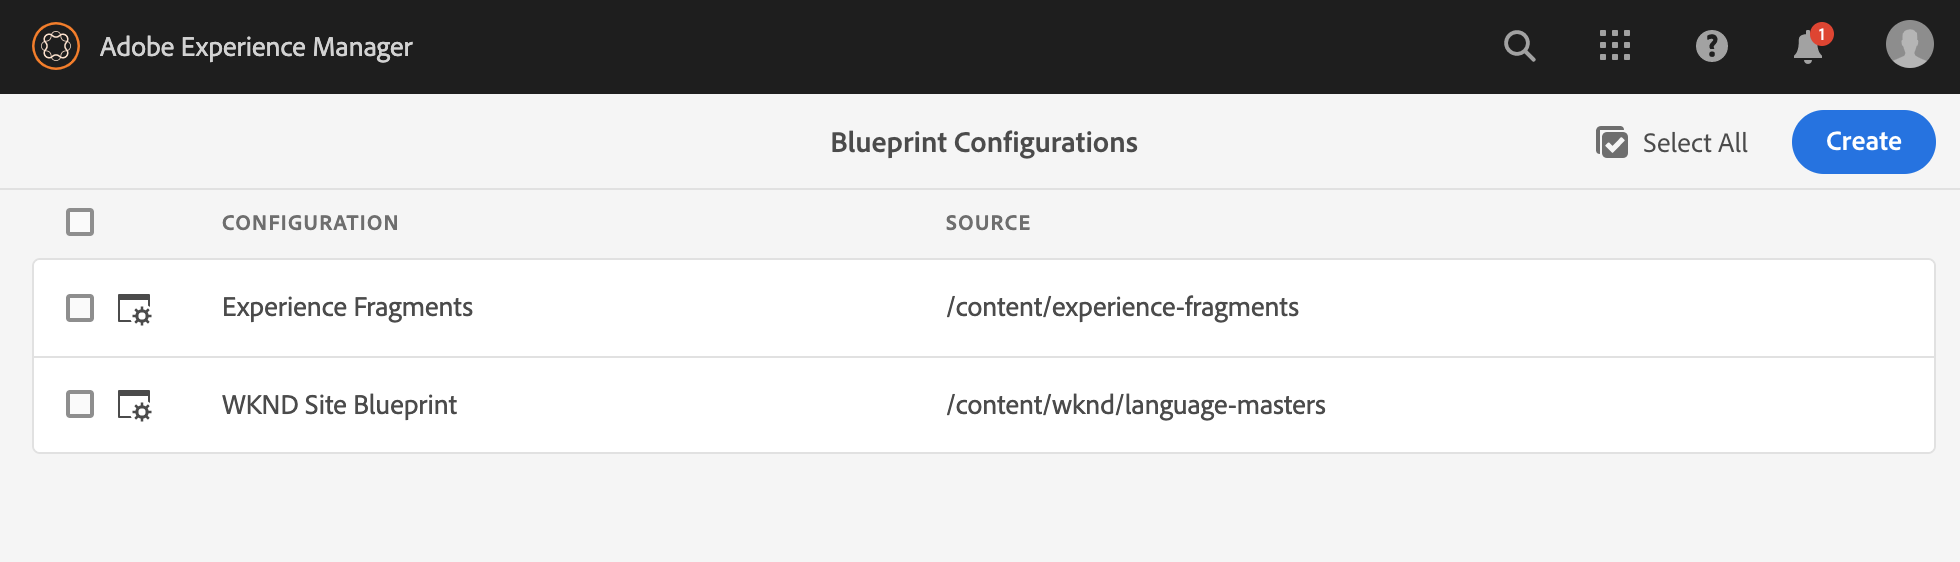 Adobe Experience Manager
1
Blueprint Configurations
Select All
Create
CONFIGURATION SOURCE
Experience Fragments /content/experience-fragments
WKND Site Blueprint /content/wknd/language-masters